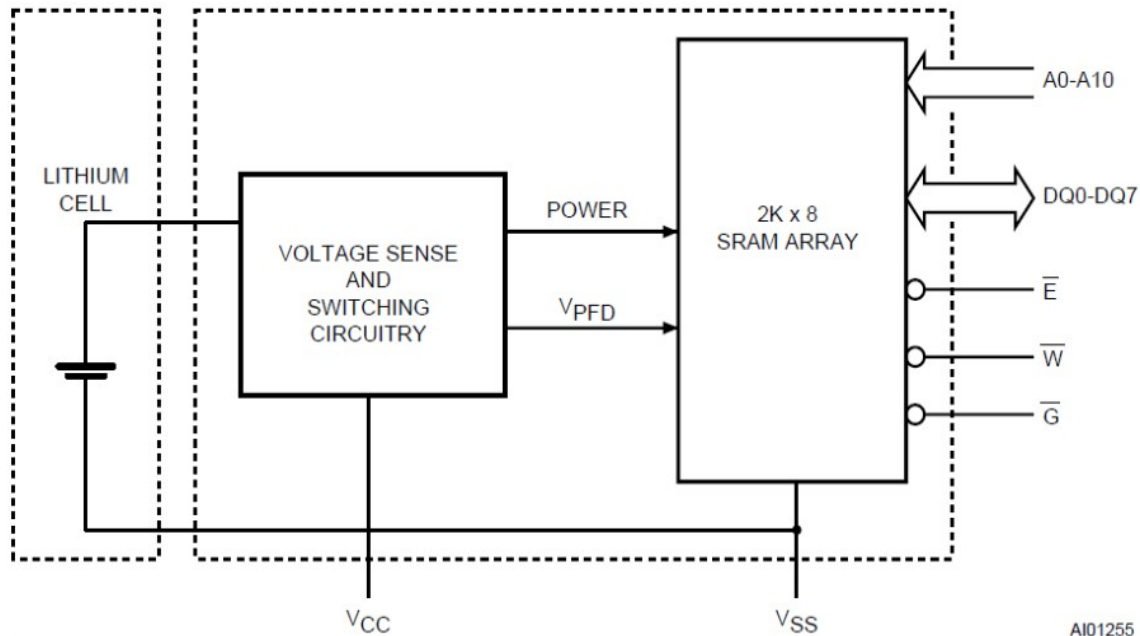 LITHIUM
CELL
VOLTAGE SENSE
AND
SWITCHING
CIRCUITRY
POWER
VPFD
2K x 8
SRAM ARRAY
A0-A10
DQ0-DQ7
E̅
W̅
G̅
VCC
VSS
AI01255